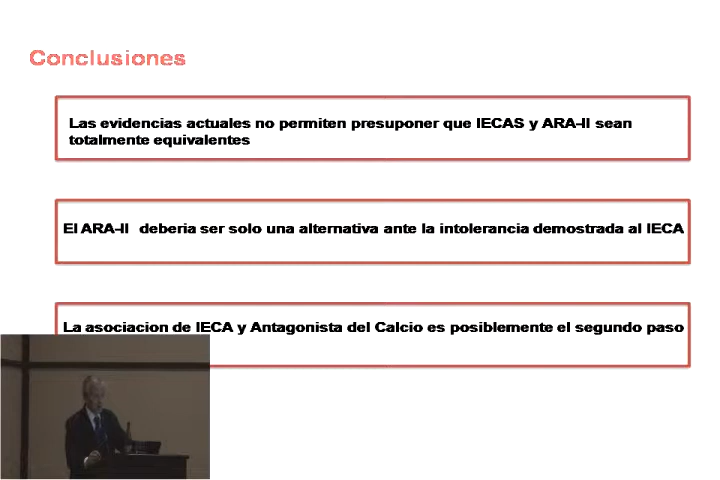 Conclusiones
Las evidencias actuales no permiten presuponer que IECAS y ARA-II sean
totalmente equivalentes
El ARA-II deberia ser solo una alternativa ante la intolerancia demostrada al IECA
La asociacion de IECA y Antagonista del Calcio es posiblemente el segundo paso